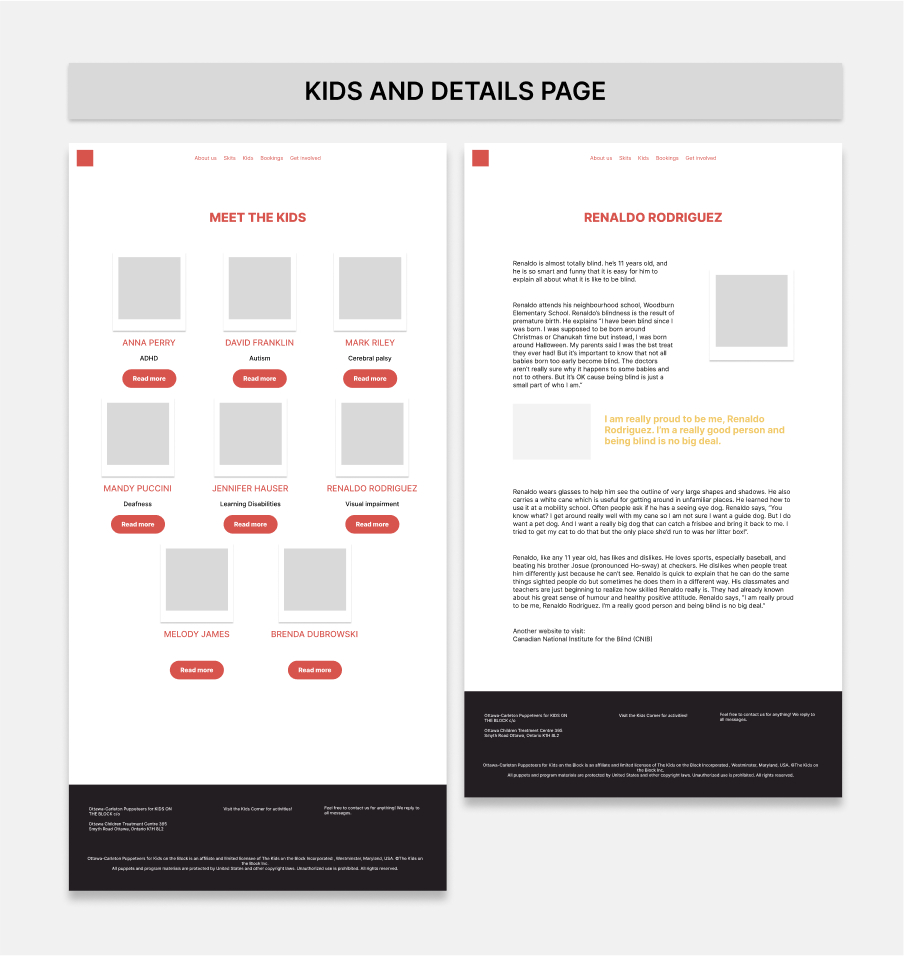 KIDS AND DETAILS PAGE
About us Skits Kids Bookings Get involved
MEET THE KIDS
ANNA PERRY
ADHD
Read more
DAVID FRANKLIN
Autism
Read more
MARK RILEY
Cerebral palsy
Read more
MANDY PUCCINI
Deafness
Read more
JENNIFER HAUSER
Learning Disabilities
Read more
RENALDO RODRIGUEZ
Visual impairment
Read more
MELODY JAMES
Read more
BRENDA DUBROWSKI
Read more
Ottawa-Carleton Puppeteers for KIDS ON
THE BLOCK c/o
Ottawa Children Treatment Centre 395
Smyth Road Ottawa, Ontario K1H 8L2
Visit the Kids Corner for activities!
Feel free to contact us for anything! We reply to
all messages.
Ottawa-Carleton Puppeteers for Kids on the Block is an affiliate and limited licensee of The Kids on the Block Incorporated , Westminster, Maryland, USA. ©The Kids on
the Block Inc.
All puppets and program materials are protected by United States and other copyright laws. Unauthorized use is prohibited. All rights reserved.
About us Skits Kids Bookings Get involved
RENALDO RODRIGUEZ
Renaldo is almost totally blind. he's 11 years old, and
he is so smart and funny that it is easy for him to
explain all about what it is like to be blind.
Renaldo attends his neighbourhood school, Woodburn
Elementary School. Renaldo's blindness is the result of
premature birth. He explains "I have been blind since I
was born. I was supposed to be born around
Christmas or Chanukah time but instead, I was born
around Halloween. My parents said I was the bst treat
they ever had! But it's important to know that not all
babies born too early become blind. The doctors
aren't really sure why it happens to some babies and
not to others. But it's OK cause being blind is just a
small part of who I am."
I am really proud to be me, Renaldo
Rodriguez. I'm a really good person and
being blind is no big deal.
Renaldo wears glasses to help him see the outline of very large shapes and shadows. He also
carries a white cane which is useful for getting around in unfamiliar places. He learned how to
use it at a mobility school. Often people ask if he has a seeing eye dog. Renaldo says, "You
know what? I get around really well with my cane so I am not sure I want a guide dog. But I do
want a pet dog. And I want a really big dog that can catch a frisbee and bring it back to me. I
tried to get my cat to do that but the only place she'd run to was her litter box!".
Renaldo, like any 11 year old, has likes and dislikes. He loves sports, especially baseball, and
beating his brother Josue (pronounced Ho-sway) at checkers. He dislikes when people treat
him differently just because he can't see. Renaldo is quick to explain that he can do the same
things sighted people do but sometimes he does them in a different way. His classmates and
teachers are just beginning to realize how skilled Renaldo really is. They had already known
about his great sense of humour and healthy positive attitude. Renaldo says, "I am really proud
to be me, Renaldo Rodriguez. I'm a really good person and being blind is no big deal."
Another website to visit:
Canadian National Institute for the Blind (CNIB)
Ottawa-Carleton Puppeteers for KIDS ON
THE BLOCK c/o
Ottawa Children Treatment Centre 395
Smyth Road Ottawa, Ontario K1H 8L2
Visit the Kids Corner for activities!
Feel free to contact us for anything! We reply to
all messages.
Ottawa-Carleton Puppeteers for Kids on the Block is an affiliate and limited licensee of The Kids on the Block Incorporated , Westminster, Maryland, USA. ©The Kids on
the Block Inc.
All puppets and program materials are protected by United States and other copyright laws. Unauthorized use is prohibited. All rights reserved.